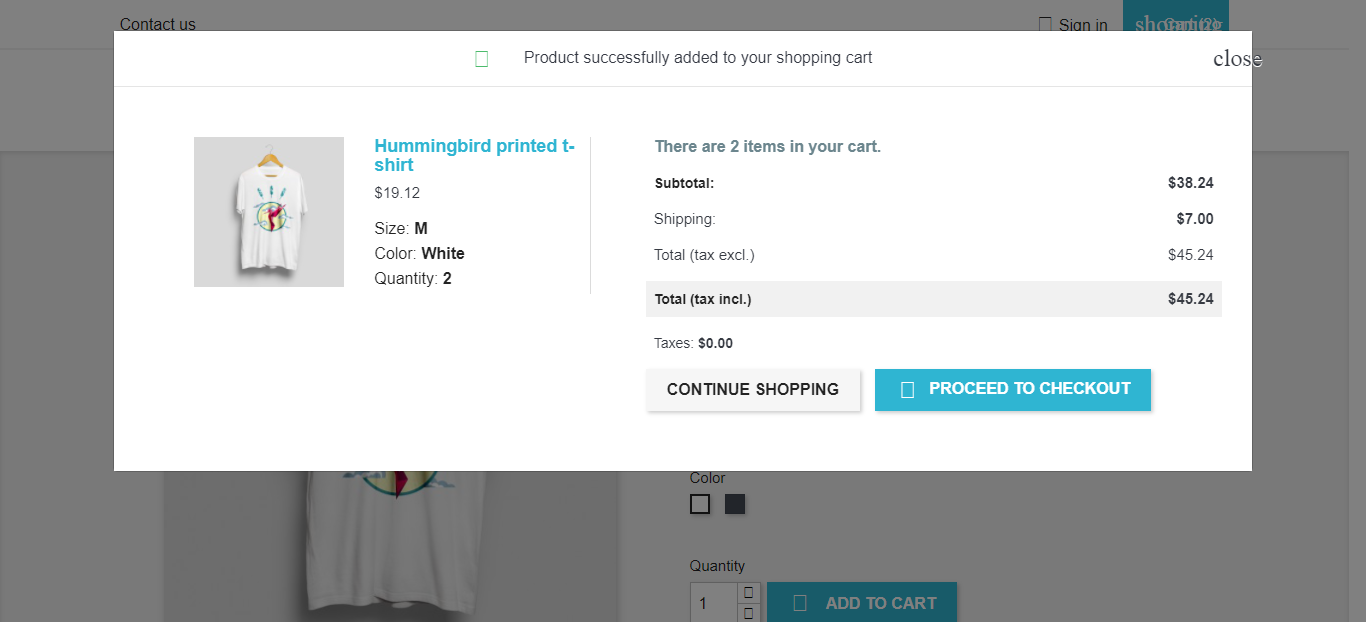 Contact us
Sign in
shopping
Cart (2)
Product successfully added to your shopping cart
close
Hummingbird printed t-
shirt
$19.12
Size: M
Color: White
Quantity: 2
There are 2 items in your cart.
Subtotal: $38.24
Shipping: $7.00
Total (tax excl.) $45.24
Total (tax incl.) $45.24
Taxes: $0.00
CONTINUE SHOPPING
PROCEED TO CHECKOUT
Color
Quantity
1
ADD TO CART